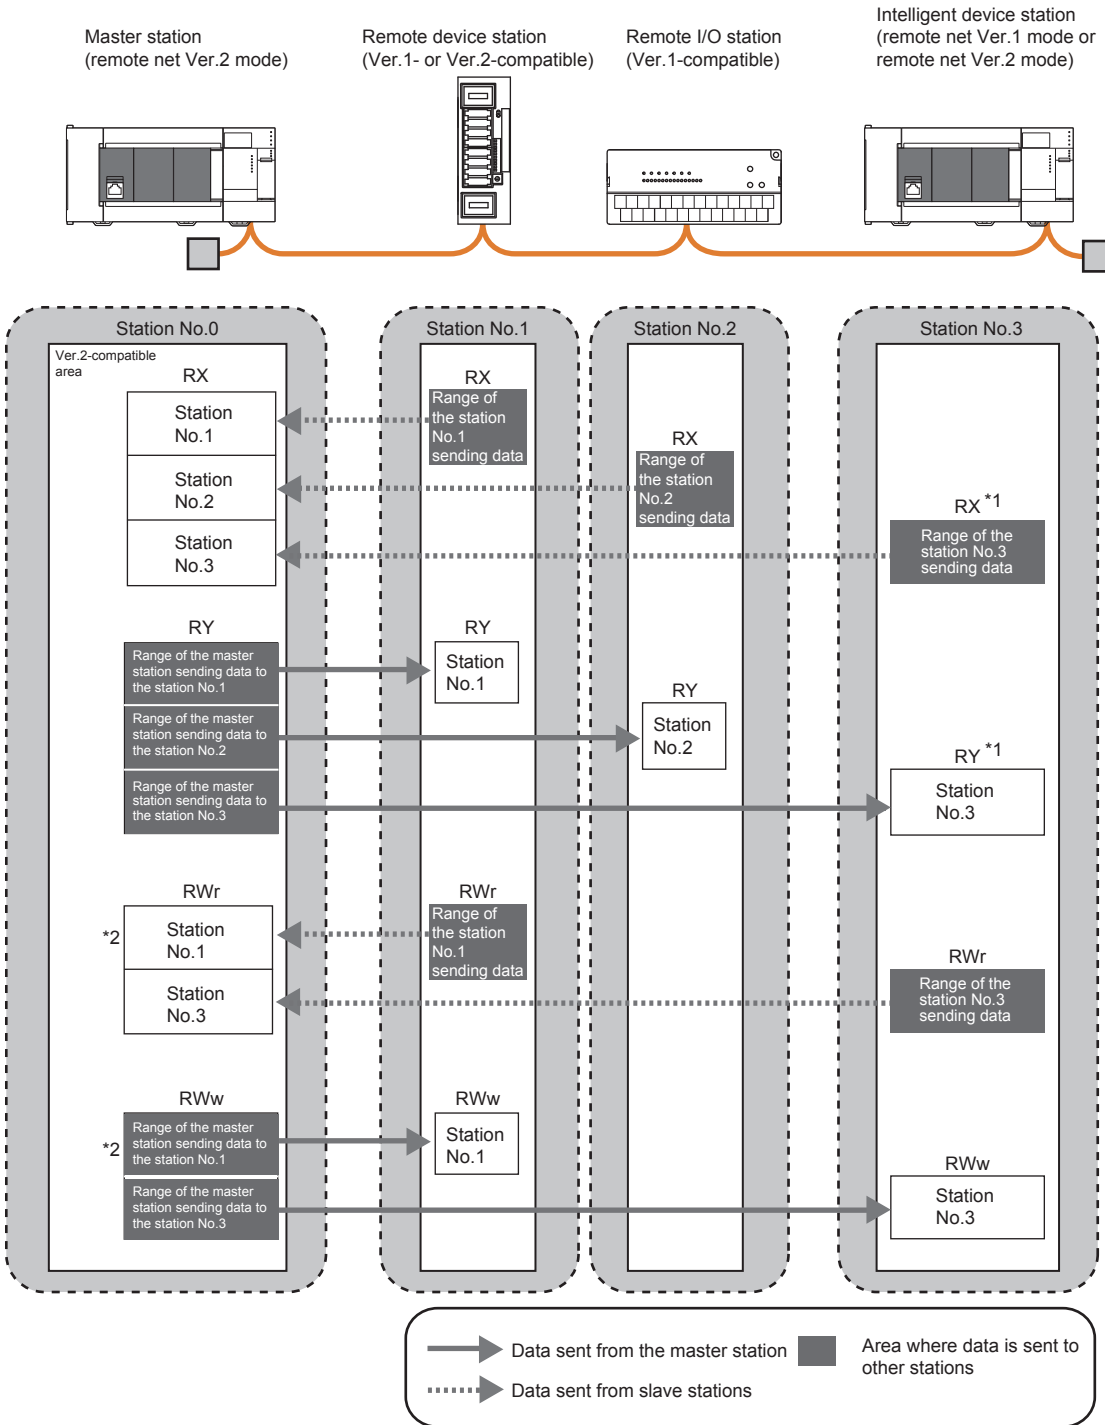 Master station
(remote net Ver.2 mode)
Remote device station
(Ver.1- or Ver.2-compatible)
Remote I/O station
(Ver.1-compatible)
Intelligent device station
(remote net Ver.1 mode or
remote net Ver.2 mode)
Station No.0
Station No.1
Station No.2
Station No.3
Ver.2-compatible
area
RX
Station
No.1
Station
No.2
Station
No.3
RX
Range of
the station
No.1
sending data
RX
Range of
the station
No.2
sending data
RX *1
Range of the
station No.3
sending data
RY
Range of the master
station sending data to
the station No.1
Range of the master
station sending data to
the station No.2
Range of the master
station sending data to
the station No.3
RY
Station
No.1
RY
Station
No.2
RY *1
Station
No.3
RWr
*2
Station
No.1
Station
No.3
RWr
Range of
the station
No.1
sending data
RWr
Range of the
station No.3
sending data
RWw
*2
Range of the master
station sending data to
the station No.1
Range of the master
station sending data to
the station No.3
RWw
Station
No.1
RWw
Station
No.3
Data sent from the master station
Data sent from slave stations
Area where data is sent to
other stations